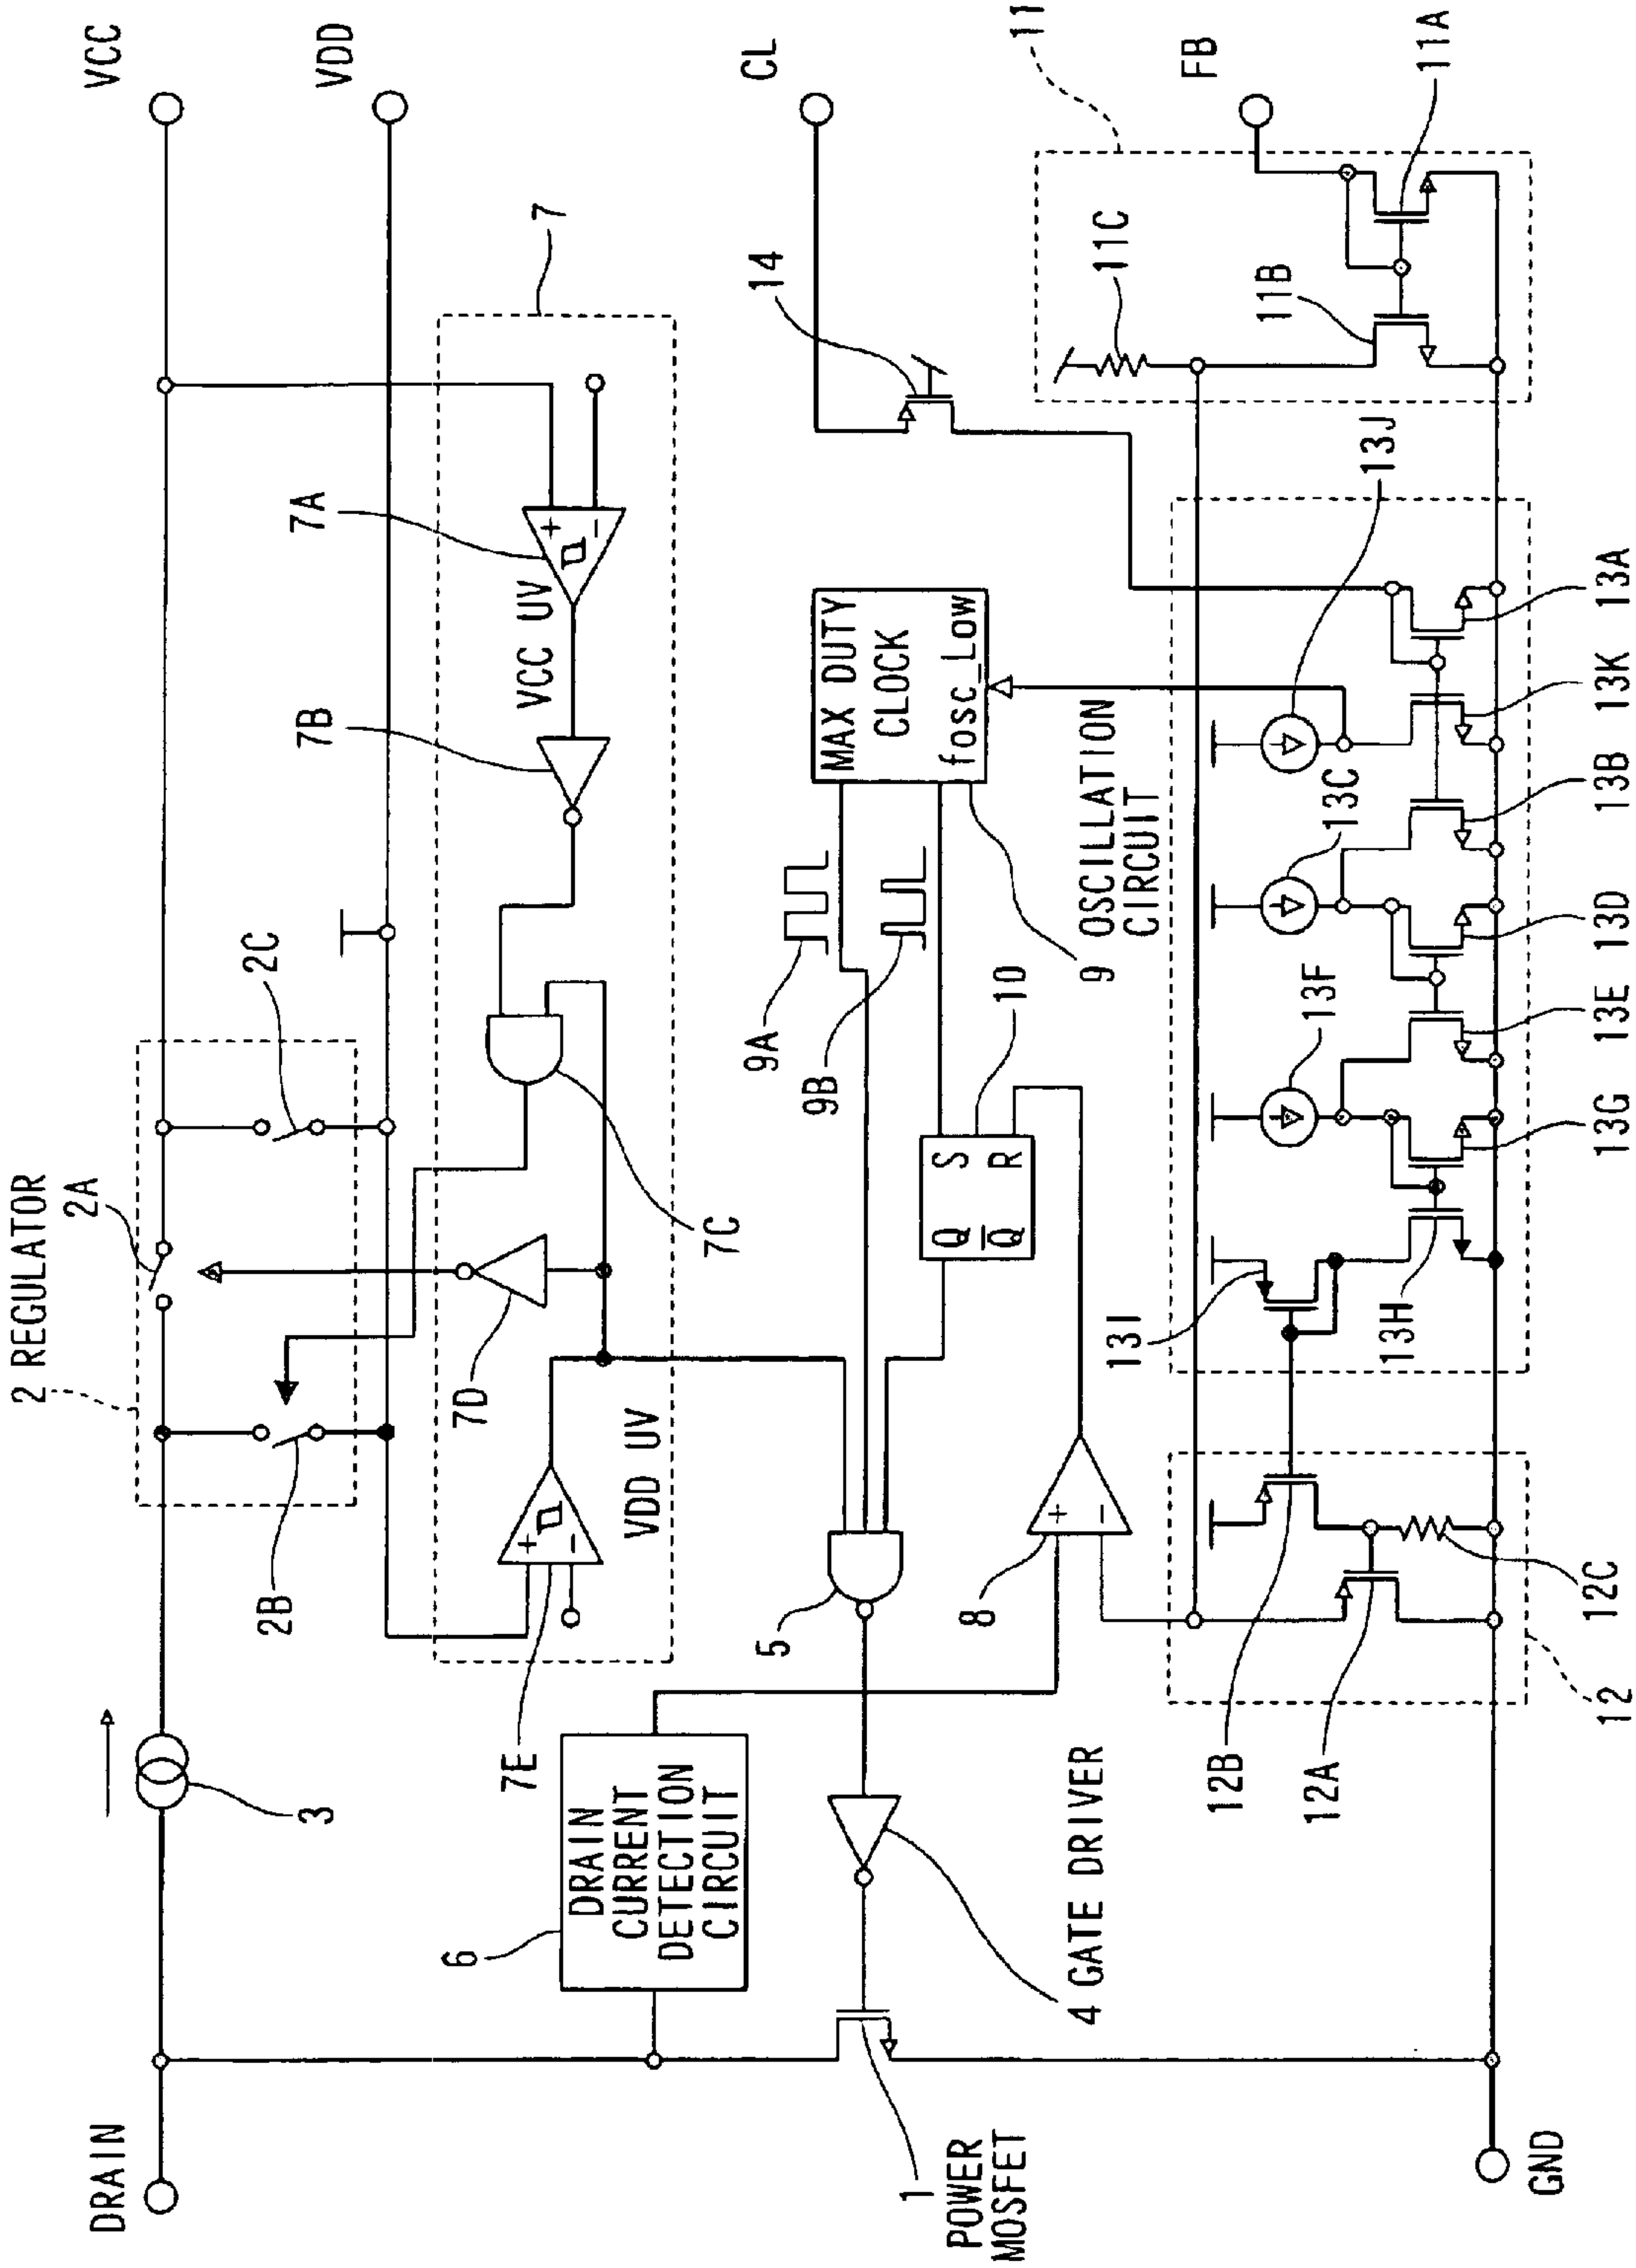 DRAIN
VCC
VDD
CL
FB
GND
2 REGULATOR
2A
2B
2C
3
7
7A
VCC UV
7B
7C
7D
7E
VDD UV
6
DRAIN
CURRENT
DETECTION
CIRCUIT
1
POWER
MOSFET
4 GATE DRIVER
5
8
+
−
+
−
+
−
9A
9B
MAX DUTY
CLOCK
fosc_Low
9 OSCILLATION
CIRCUIT
10
S
R
Q
Q̅
14
11
11A
11B
11C
12
12A
12B
12C
13A
13B
13C
13D
13E
13F
13G
13H
13I
13J
13K